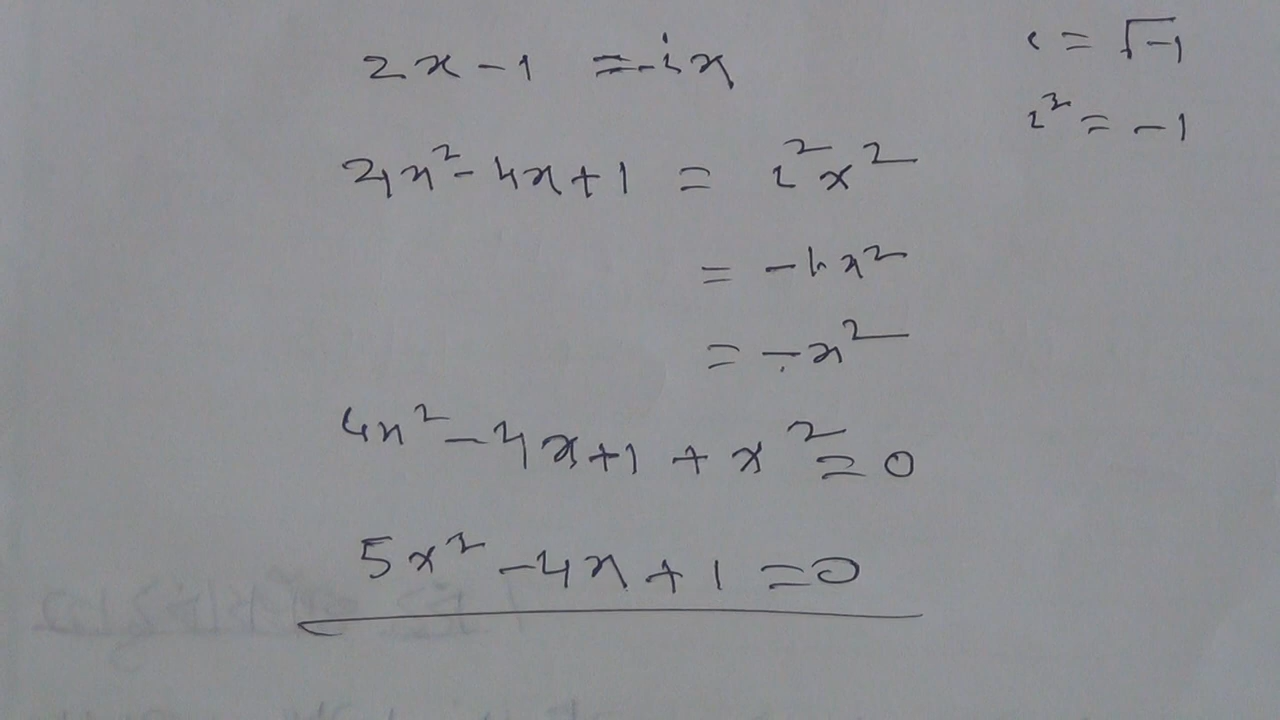 2x - 1 = -ix
i = √-1
i² = -1
4x² - 4x + 1 = i²x²
= -1x²
= -x²
4x² - 4x + 1 + x² = 0
5x² - 4x + 1 = 0